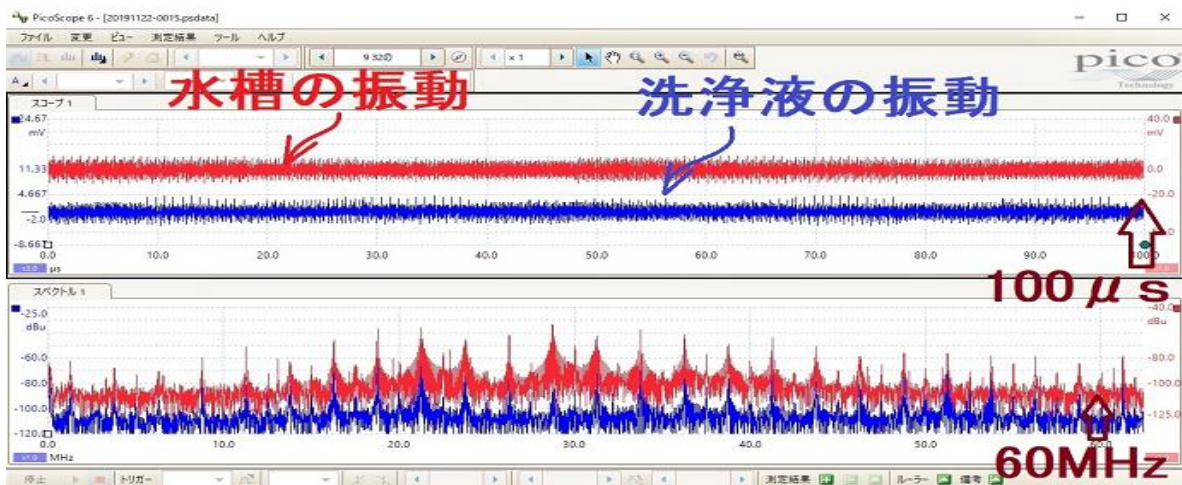 PicoScope 6 - [20191122-0015.psdata]
ファイル 変更 ビュー 測定結果 ツール ヘルプ
x 1
pico
Technology
A
水槽の振動
洗浄液の振動
スコープ 1
24.67 40.0
mV mV
11.33 0.0
4.667 -20.0
-2.0
-8.667
0.0 10.0 20.0 30.0 40.0 50.0 60.0 70.0 80.0 90.0 100.0
µs
100μs
スペクトル 1
-25.0 -40.0
dBu dBu
-60.0 -80.0
-80.0 -100.0
-100.0 -125.0
-120.0
0.0 10.0 20.0 30.0 40.0 50.0 60.0
MHz
60MHz
停止 トリガー 測定結果 ルーラー 備考